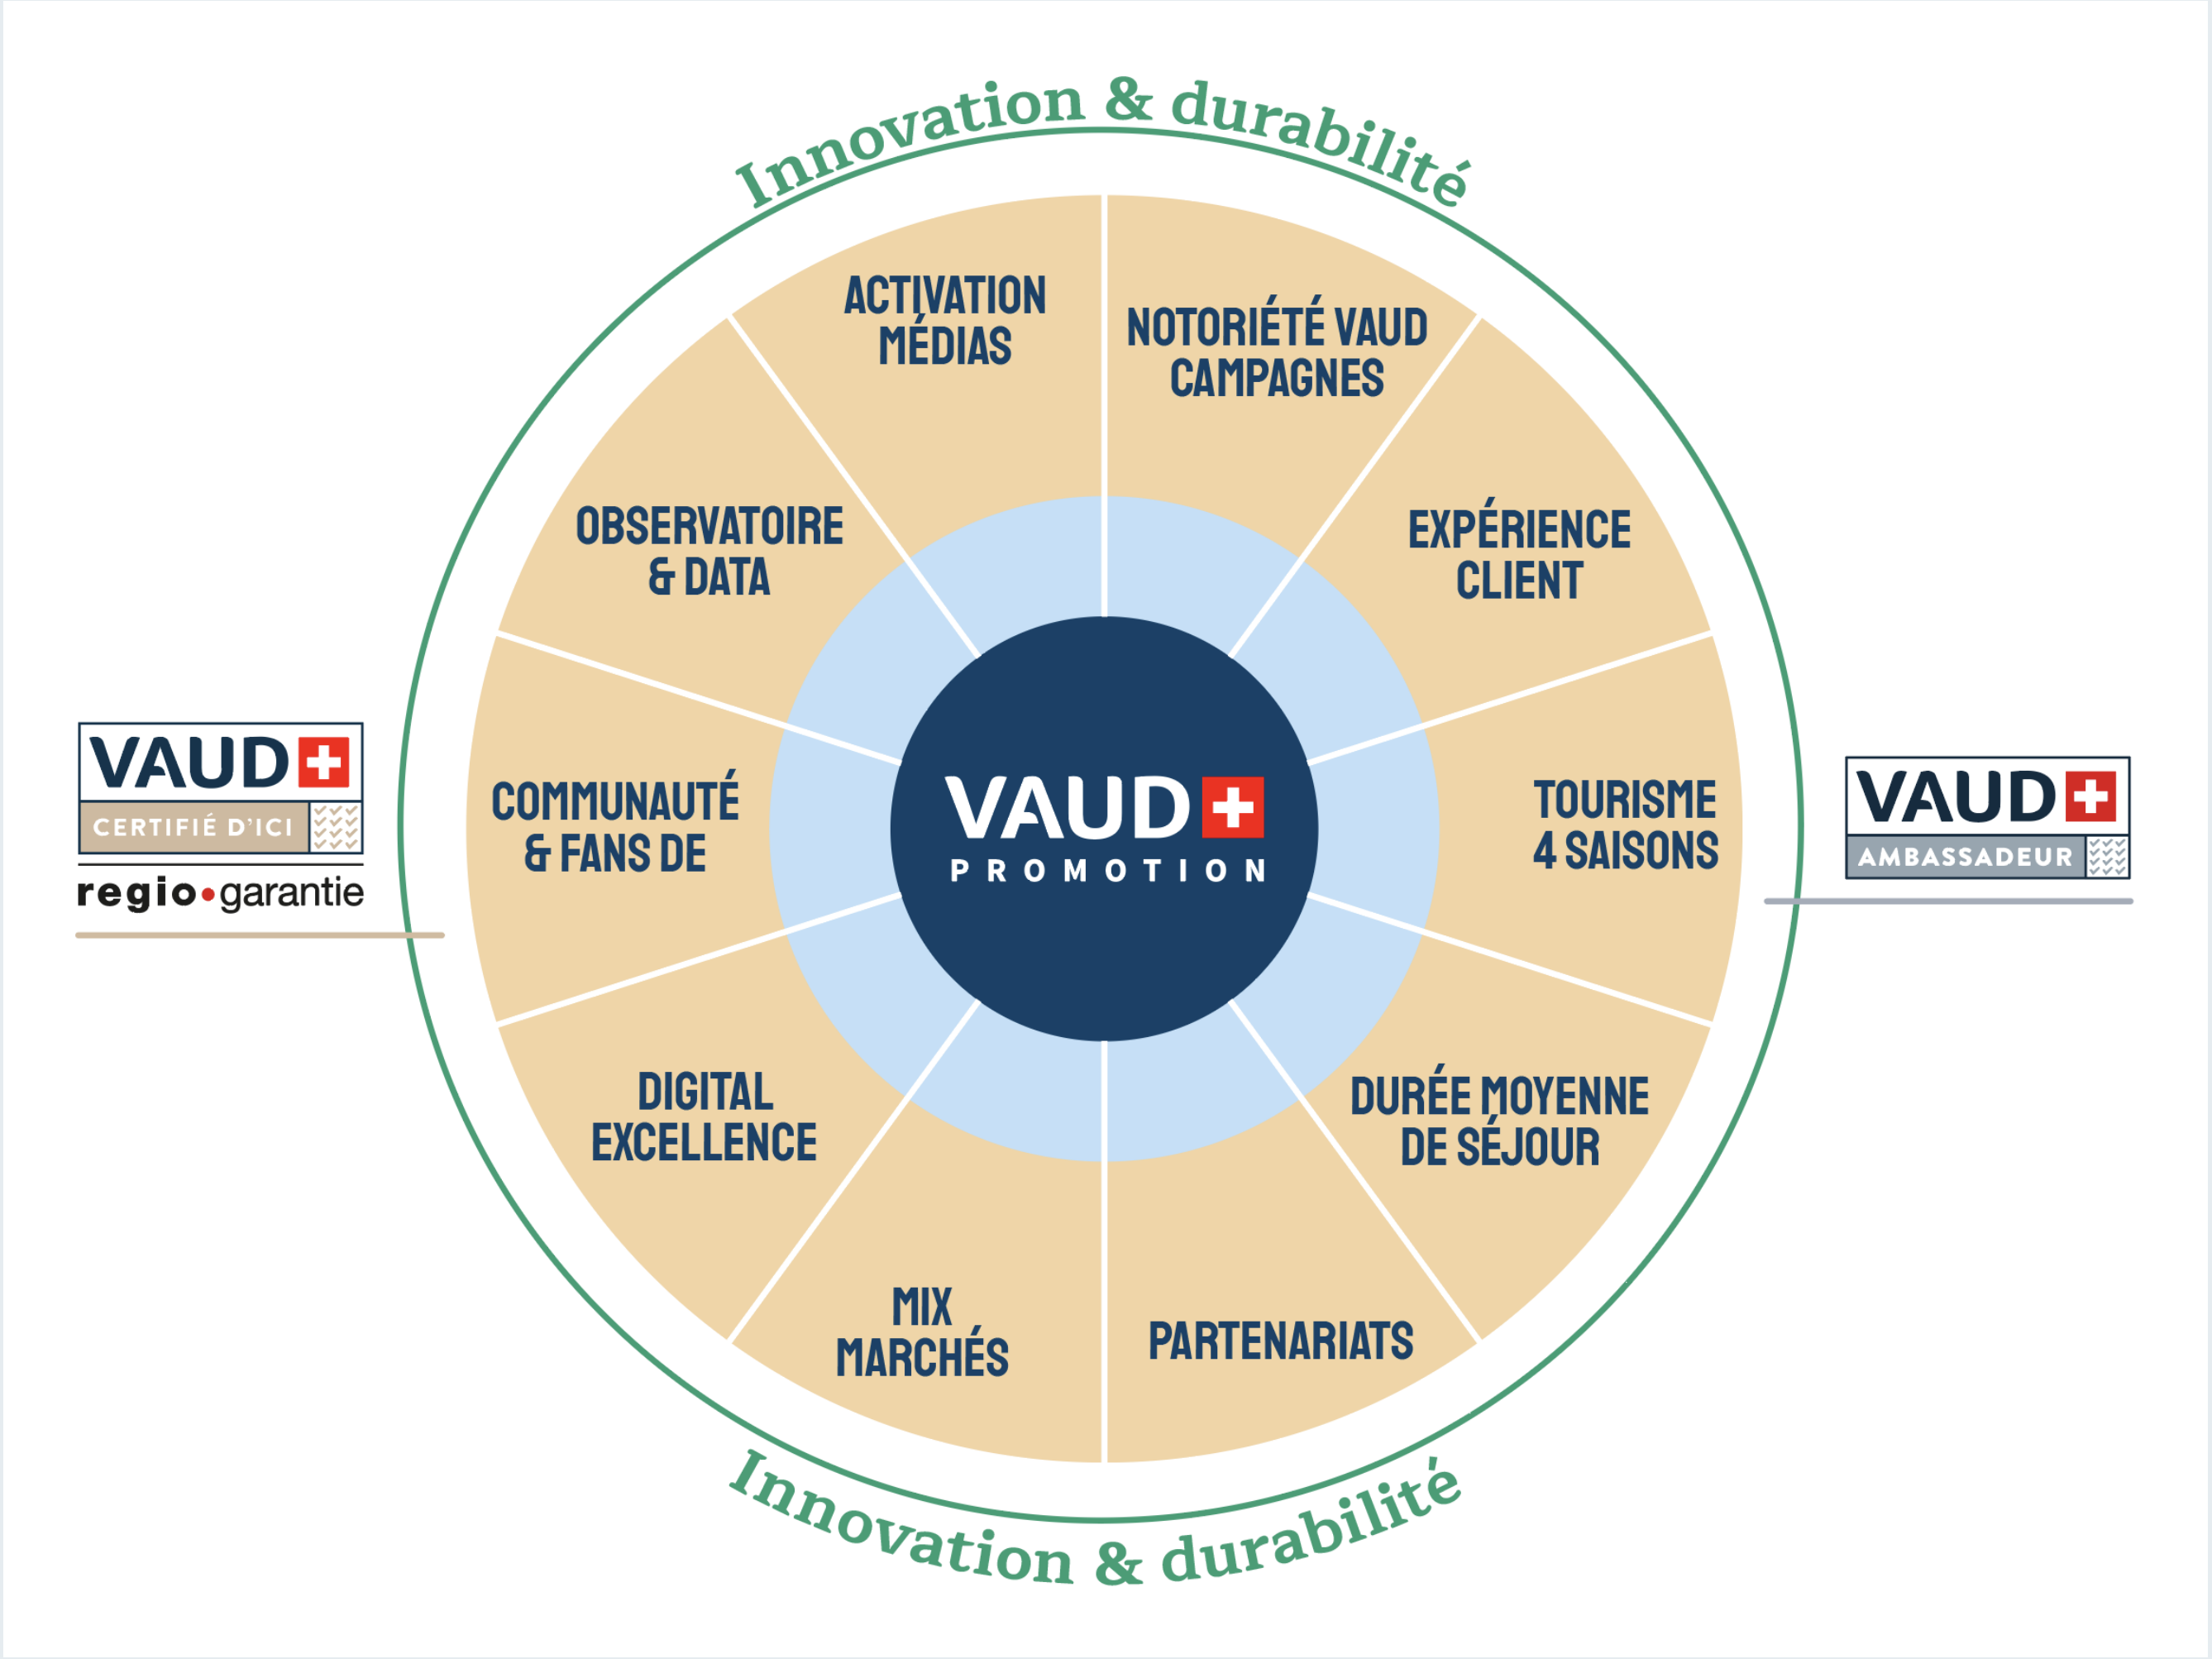 Innovation & durabilité
ACTIVATION
MÉDIAS
NOTORIÉTÉ VAUD
CAMPAGNES
OBSERVATOIRE
& DATA
EXPÉRIENCE
CLIENT
VAUD
CERTIFIÉ D'ICI
regio.garantie
COMMUNAUTÉ
& FANS DE
VAUD
PROMOTION
TOURISME
4 SAISONS
VAUD
AMBASSADEUR
DIGITAL
EXCELLENCE
DURÉE MOYENNE
DE SÉJOUR
MIX
MARCHÉS
PARTENARIATS
Innovation & durabilité